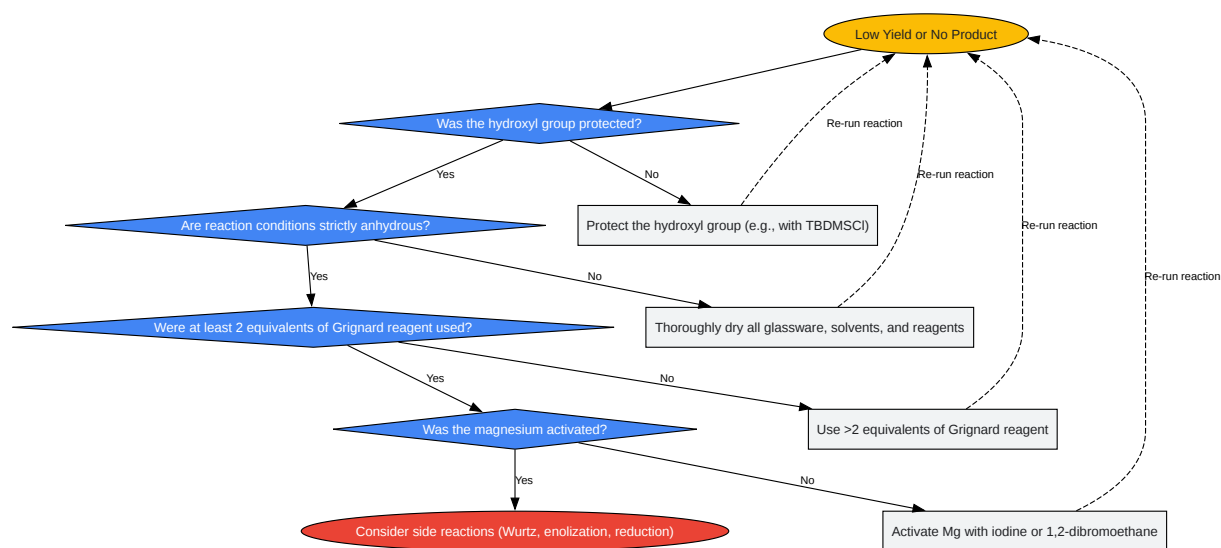 Low Yield or No Product
Was the hydroxyl group protected?
Re-run reaction
Yes
No
Re-run reaction
Are reaction conditions strictly anhydrous?
Protect the hydroxyl group (e.g., with TBDMSCl)
Re-run reaction
Yes
No
Re-run reaction
Were at least 2 equivalents of Grignard reagent used?
Thoroughly dry all glassware, solvents, and reagents
Yes
No
Was the magnesium activated?
Use >2 equivalents of Grignard reagent
Yes
No
Consider side reactions (Wurtz, enolization, reduction)
Activate Mg with iodine or 1,2-dibromoethane